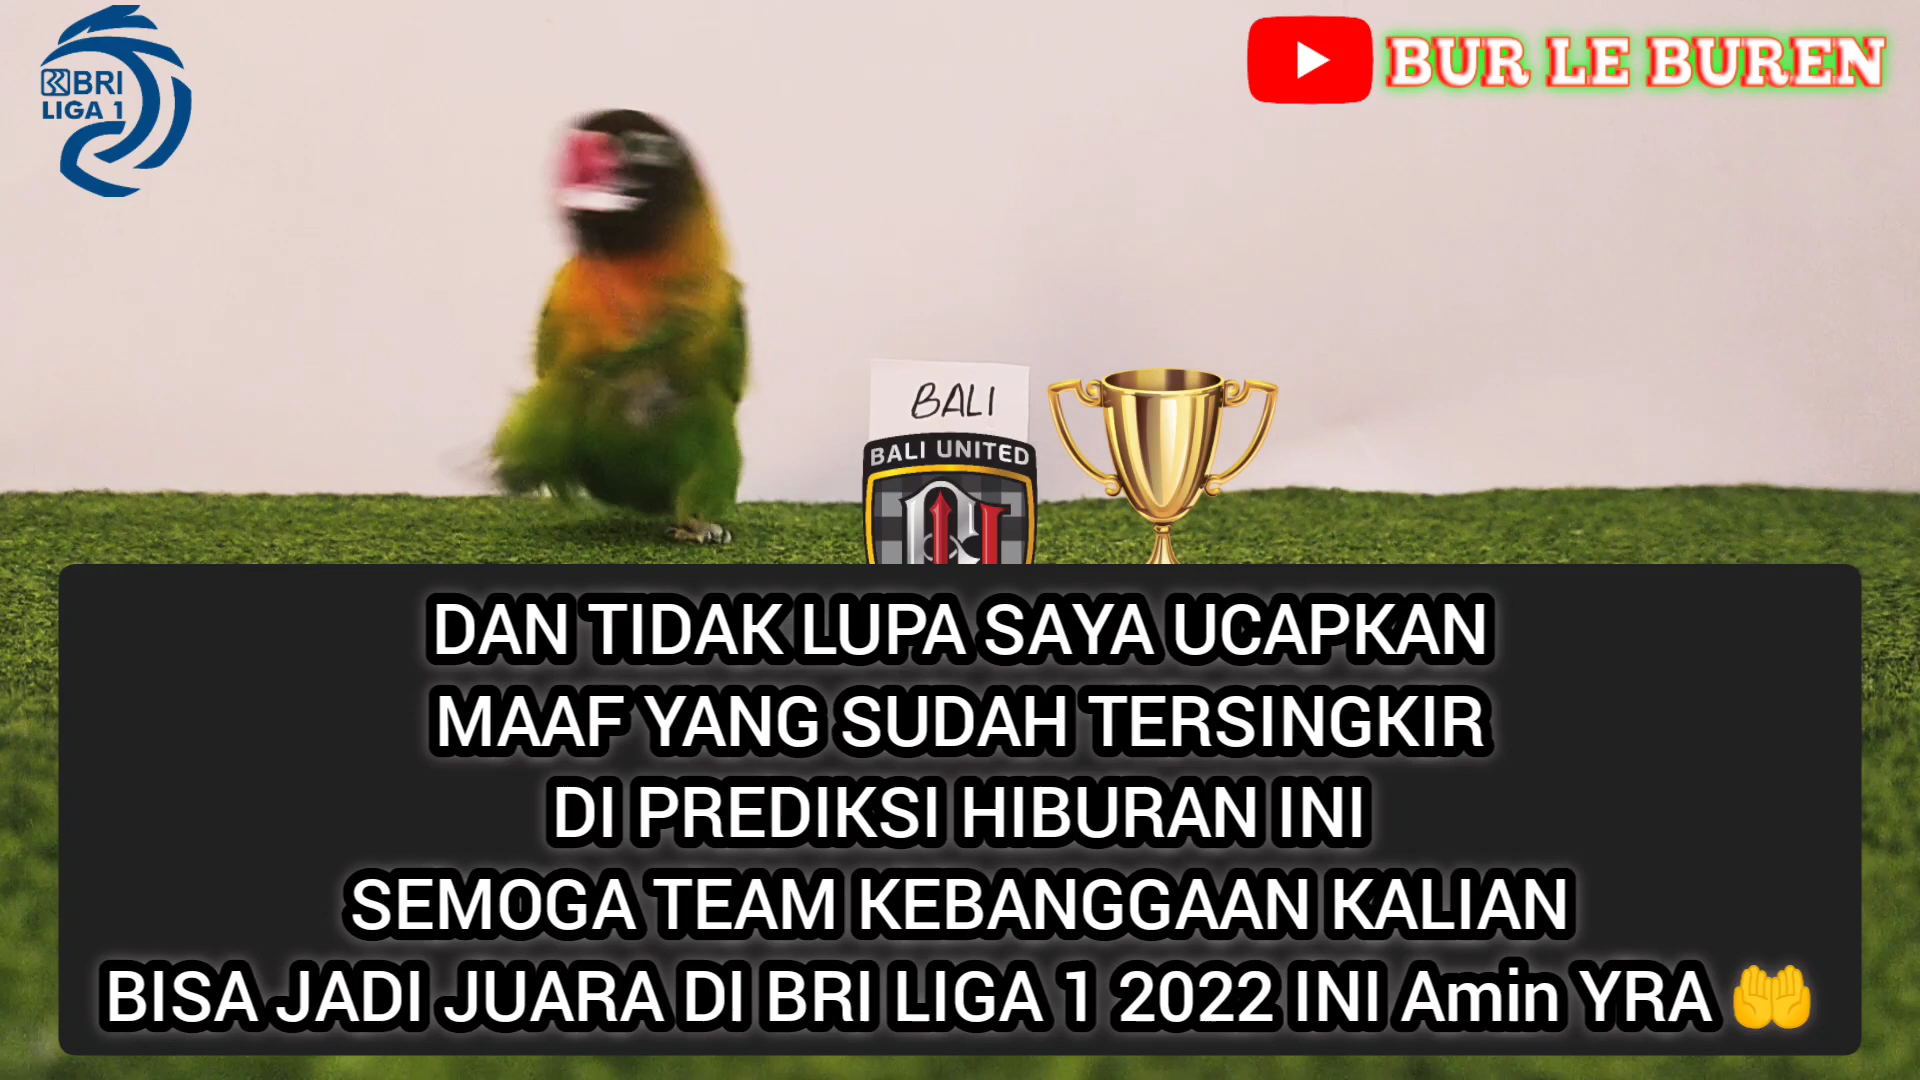 BRI
LIGA 1
BUR LE BUREN
BALI
BALI UNITED
DAN TIDAK LUPA SAYA UCAPKAN
MAAF YANG SUDAH TERSINGKIR
DI PREDIKSI HIBURAN INI
SEMOGA TEAM KEBANGGAAN KALIAN
BISA JADI JUARA DI BRI LIGA 1 2022 INI Amin YRA 🤲